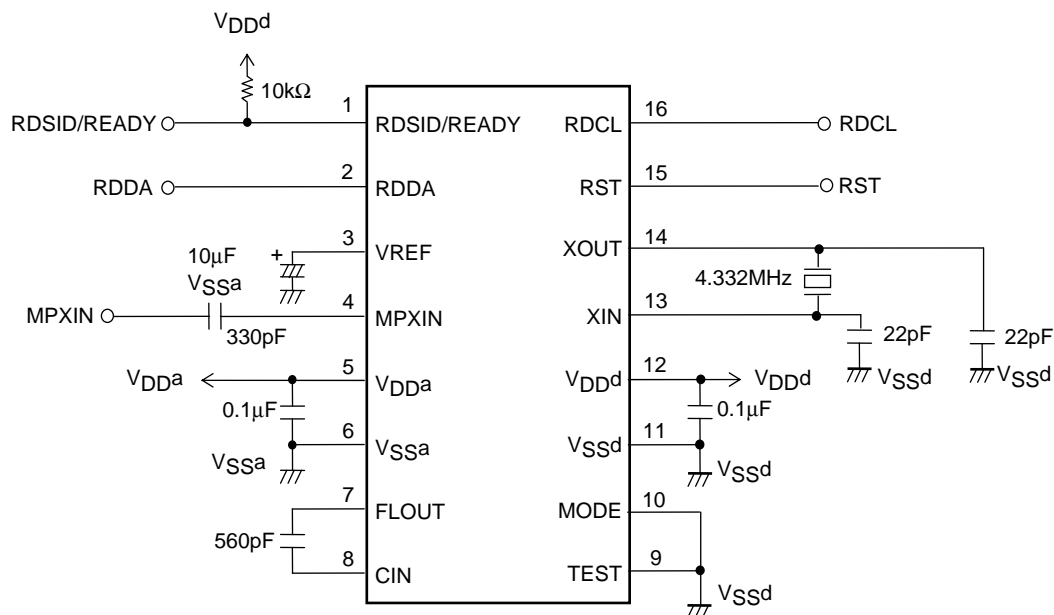 VDDd
10kΩ
1
16
RDSID/READY
RDSID/READY
RDCL
RDCL
2
15
RDDA
RDDA
RST
RST
3
14
10µF
+
VREF
XOUT
VSSa
4.332MHz
4
13
MPXIN
330pF
MPXIN
XIN
22pF
22pF
VSSd
VSSd
5
12
VDDa
VDDa
VDDd
VDDd
0.1µF
0.1µF
6
11
VSSa
VSSa
VSSd
VSSd
7
10
FLOUT
MODE
560pF
8
9
CIN
TEST
VSSd